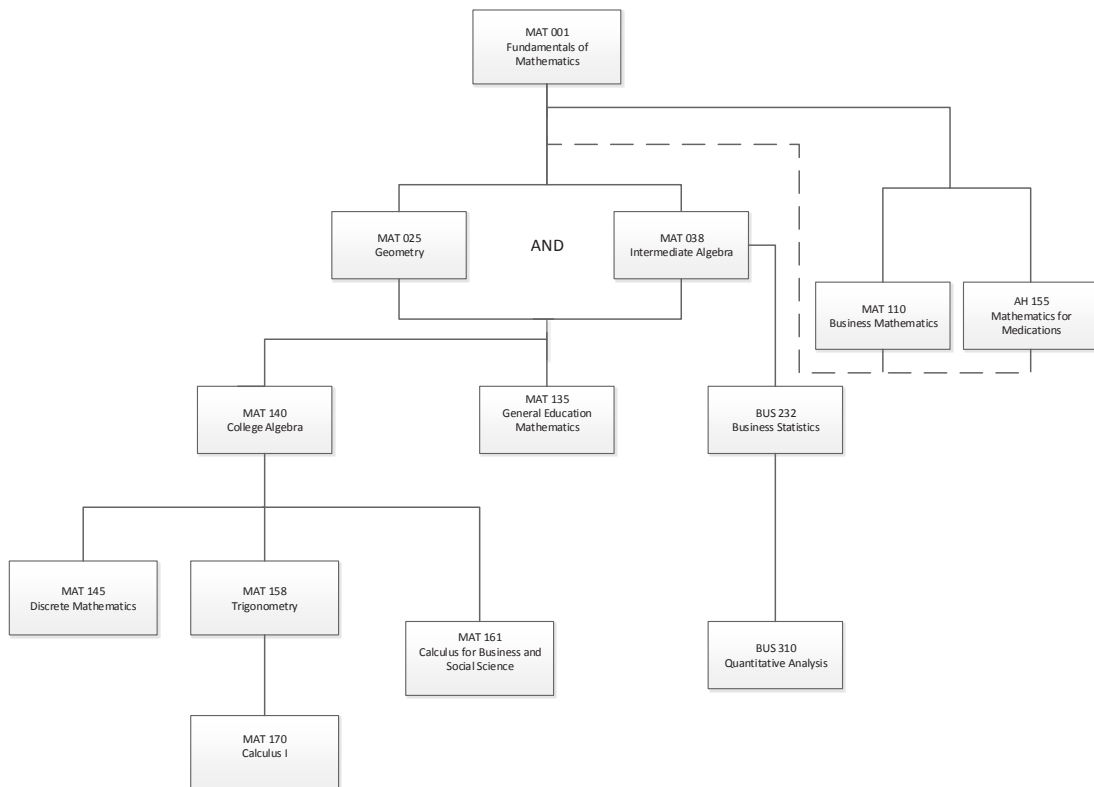 MAT 001
Fundamentals of
Mathematics
MAT 025
Geometry
AND
MAT 038
Intermediate Algebra
MAT 110
Business Mathematics
AH 155
Mathematics for
Medications
MAT 140
College Algebra
MAT 135
General Education
Mathematics
BUS 232
Business Statistics
MAT 145
Discrete Mathematics
MAT 158
Trigonometry
MAT 161
Calculus for Business and
Social Science
BUS 310
Quantitative Analysis
MAT 170
Calculus I